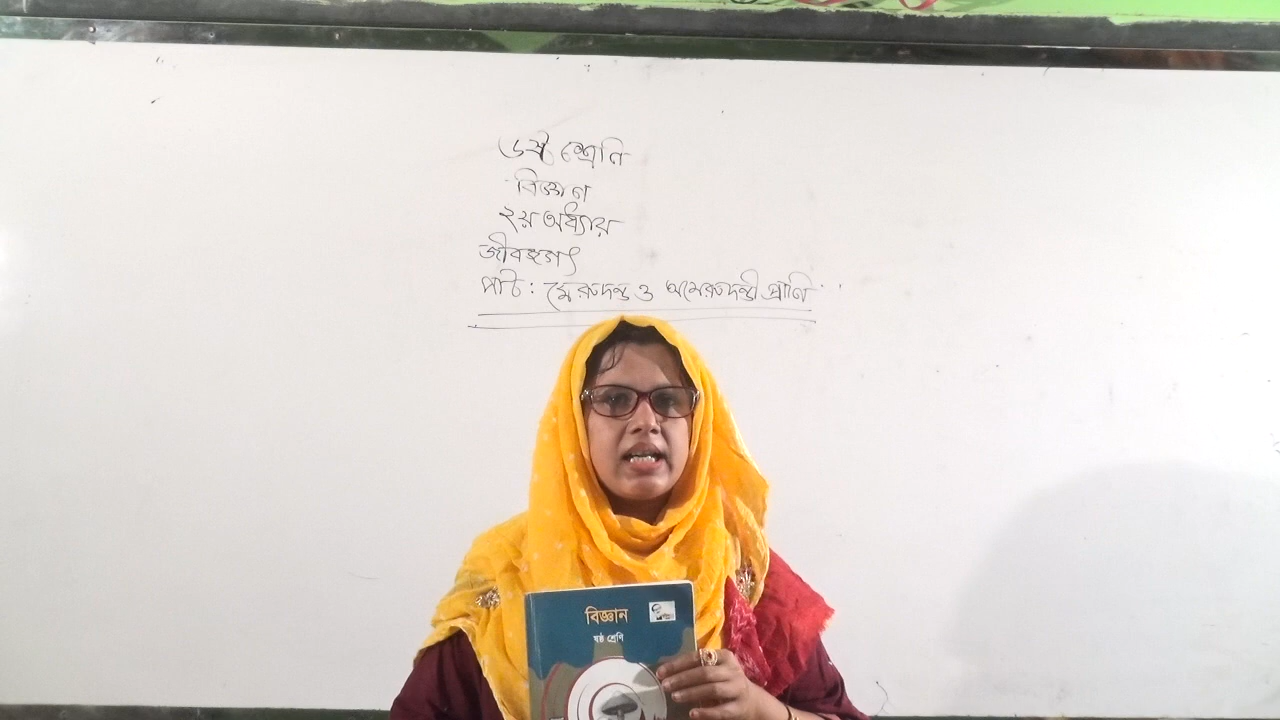 ৬ষ্ঠ শ্রেণি
বিজ্ঞান
২য় অধ্যায়
জীবজগৎ
পাঠ: মেরুদন্ড ও অমেরুদন্ডী প্রাণি
বিজ্ঞান
ষষ্ঠ শ্রেণি